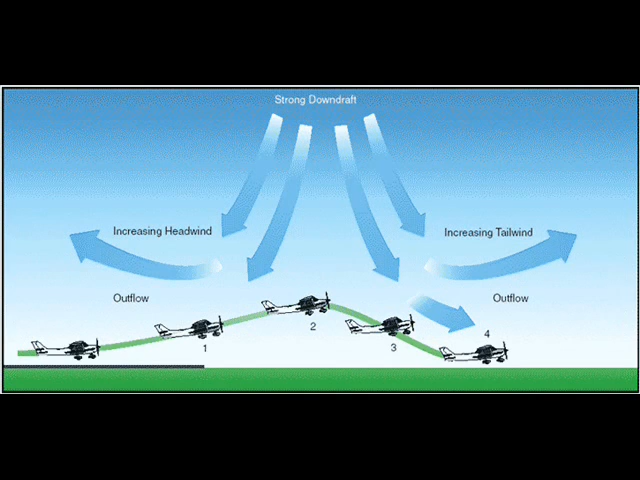 Strong Downdraft
Increasing Headwind
Increasing Tailwind
Outflow
Outflow
1
2
3
4